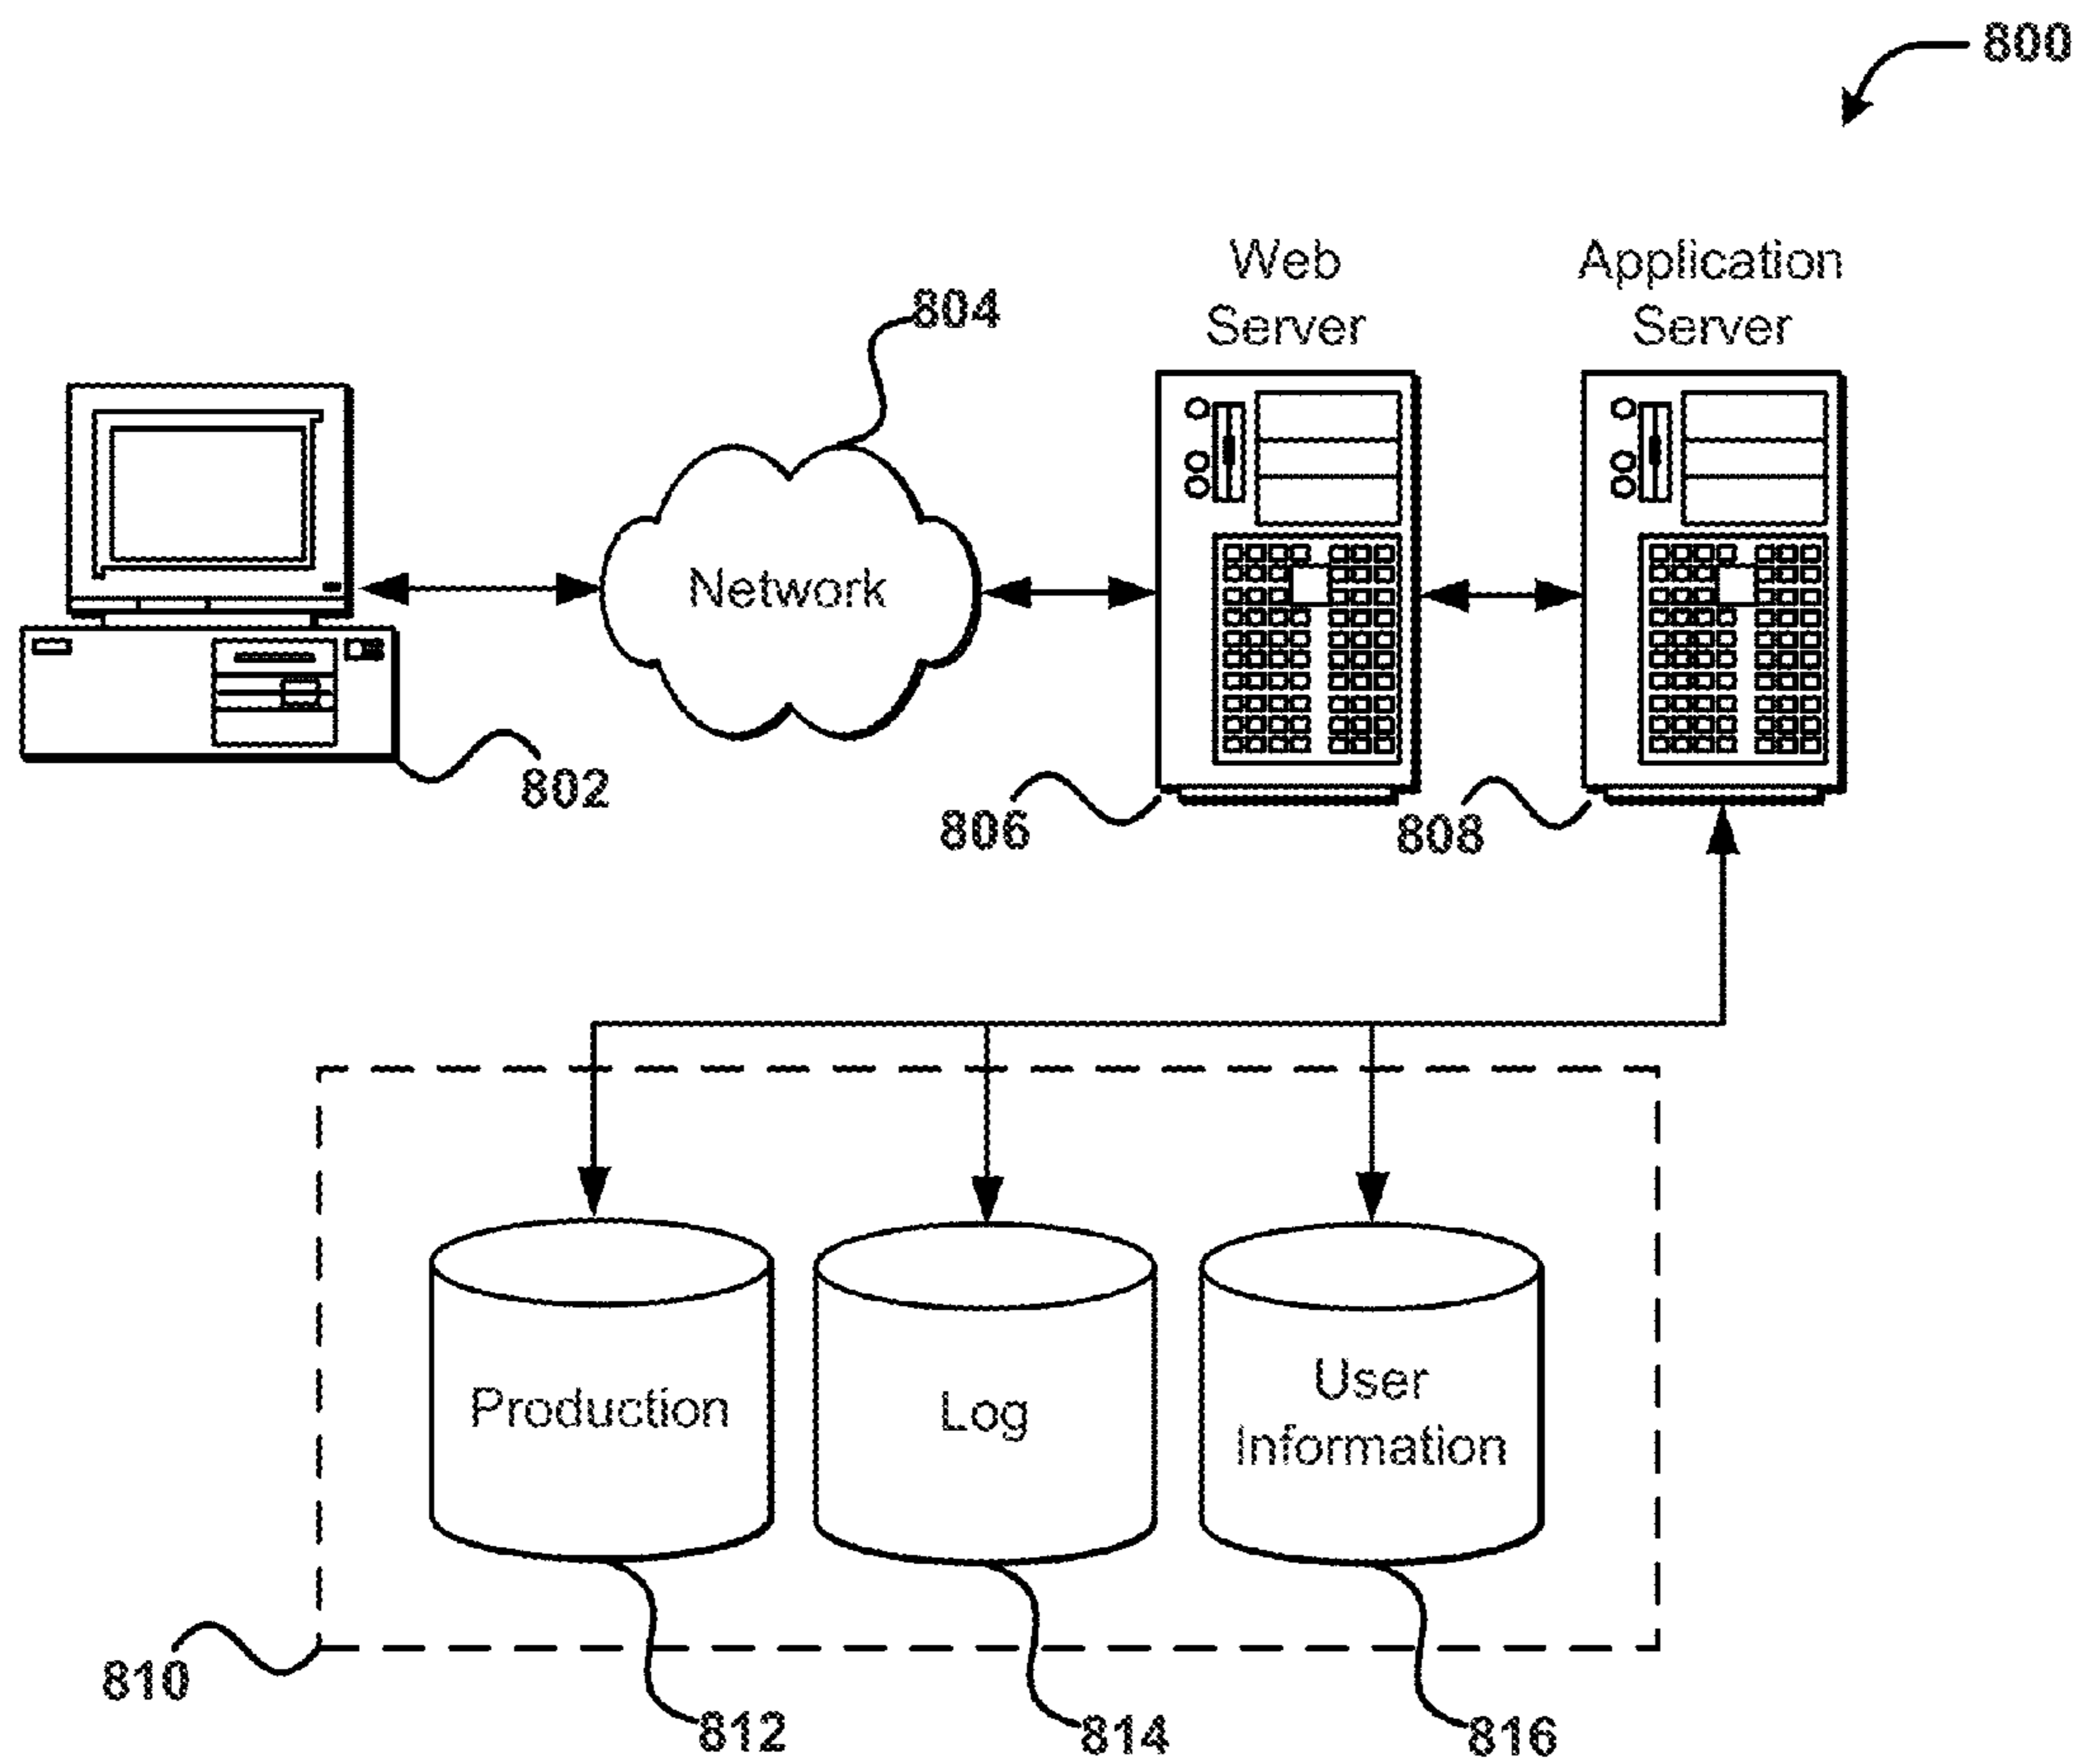 800
Web
Server
Application
Server
804
Network
802
806
808
Production
Log
User
Information
810
812
814
816